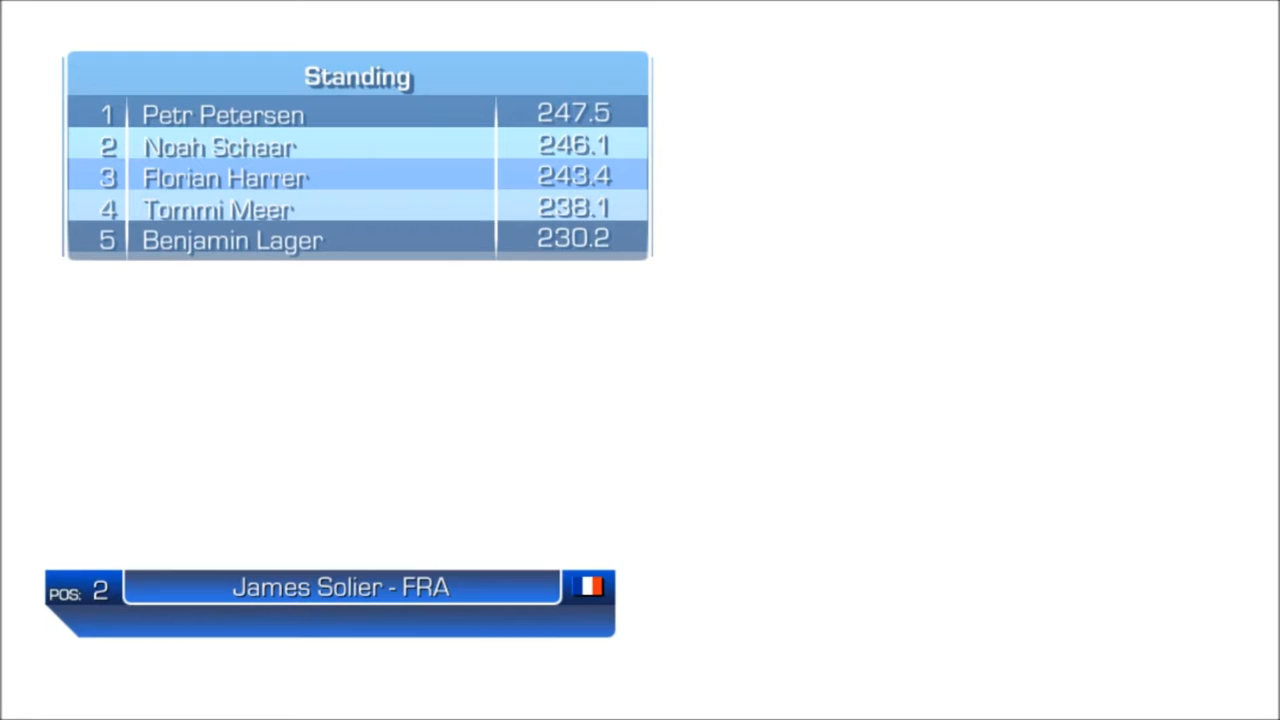 Standing
1 Petr Petersen 247.5
2 Noah Schaar 246.1
3 Florian Harrer 243.4
4 Tommi Meer 238.1
5 Benjamin Lager 230.2
POS: 2 James Solier - FRA